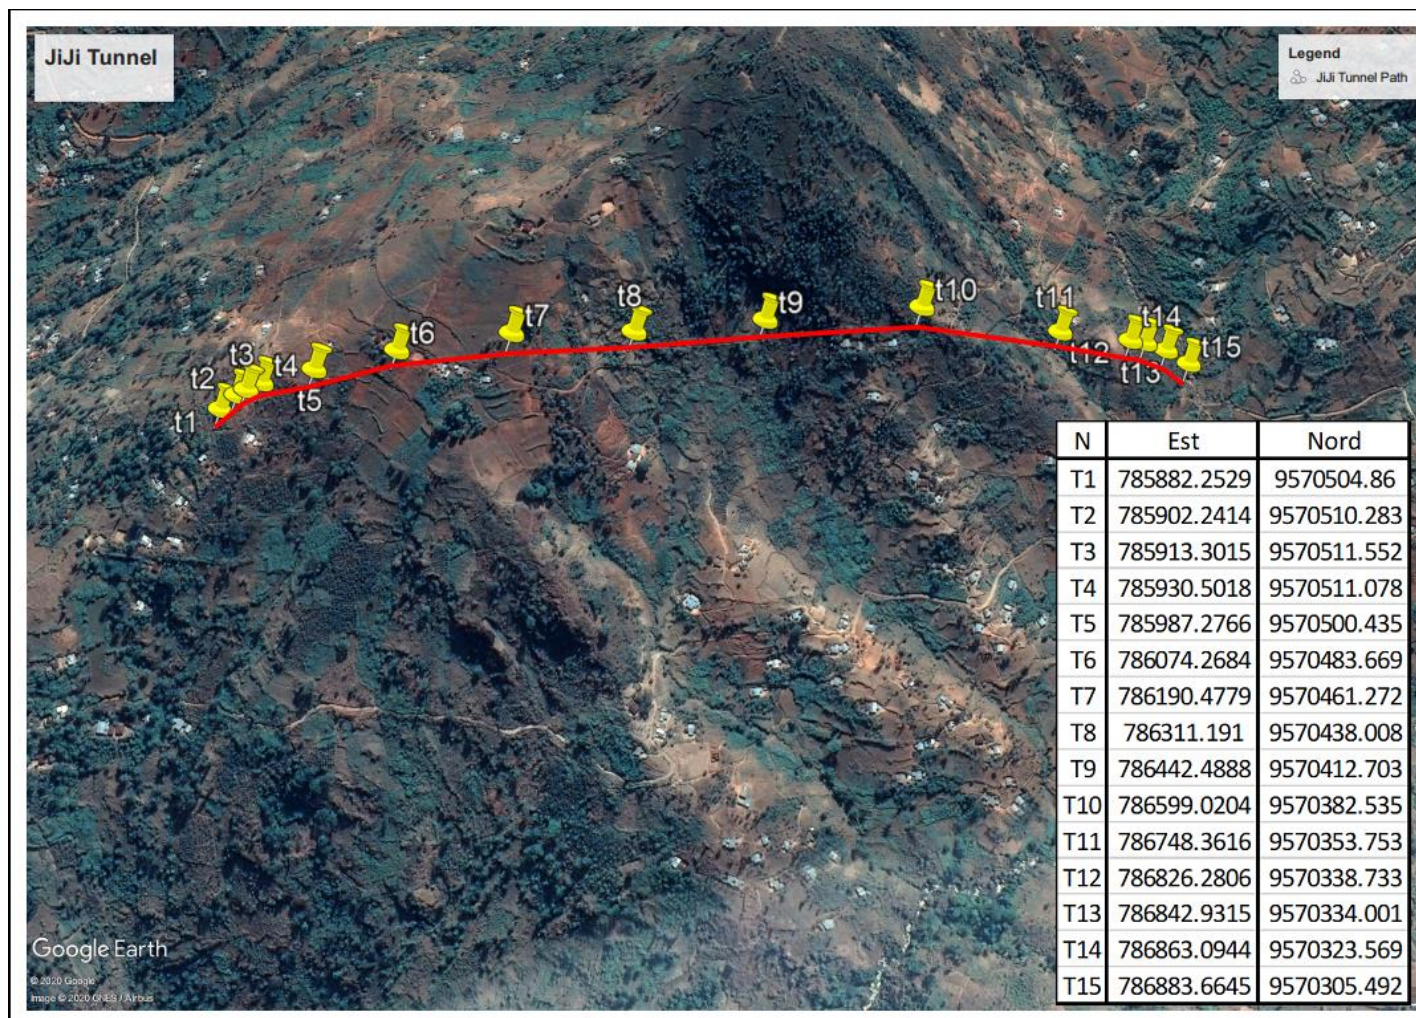 JiJi Tunnel
Legend
JiJi Tunnel Path
t1
t2
t3
t4
t5
t6
t7
t8
t9
t10
t11
t12
t13
t14
t15
N Est Nord
T1 785882.2529 9570504.86
T2 785902.2414 9570510.283
T3 785913.3015 9570511.552
T4 785930.5018 9570511.078
T5 785987.2766 9570500.435
T6 786074.2684 9570483.669
T7 786190.4779 9570461.272
T8 786311.191 9570438.008
T9 786442.4888 9570412.703
T10 786599.0204 9570382.535
T11 786748.3616 9570353.753
T12 786826.2806 9570338.733
T13 786842.9315 9570334.001
T14 786863.0944 9570323.569
T15 786883.6645 9570305.492
Google Earth
© 2020 Google
Image © 2020 CNES / Airbus